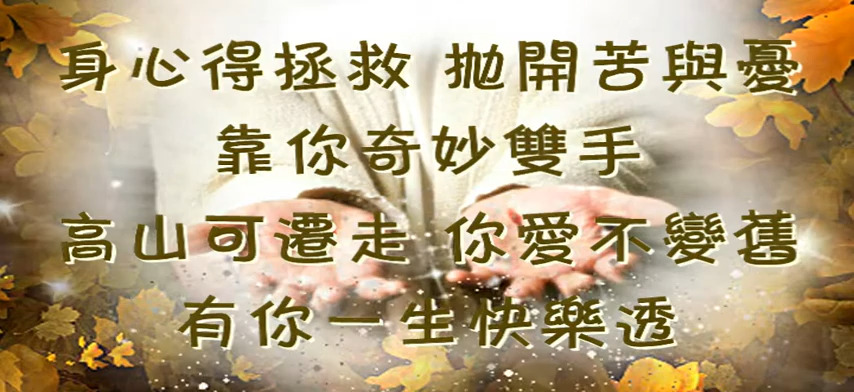 身心得拯救 拋開苦與憂
靠你奇妙雙手
高山可遷走 你愛不變舊
有你一生快樂透